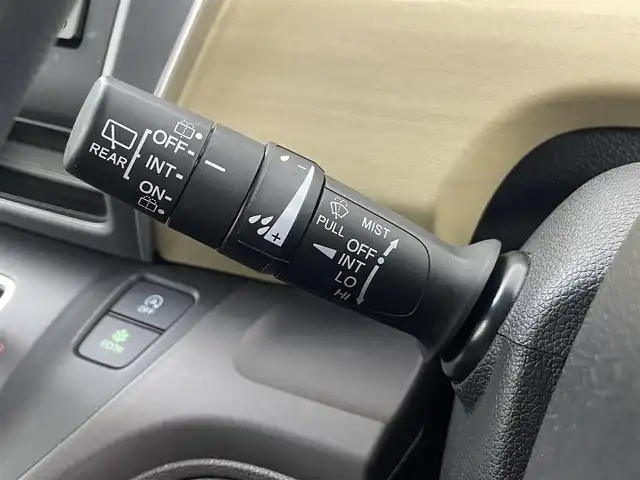 REAR
OFF
INT
ON
- 
+
PULL
MIST
OFF
INT
LO
HI
OFF
ECON